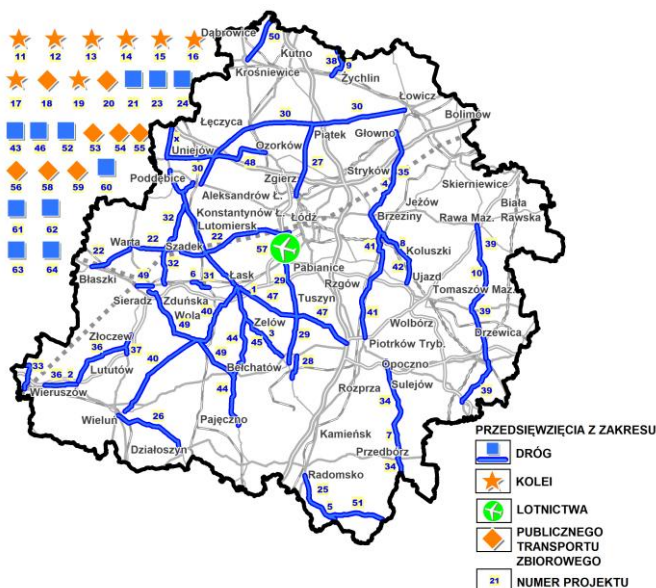 11 12 13 14 15 16
17 18 19 20 21 23 24
43 46 52 53 54 55
56 58 59 60
61 62
63 64
Dąbrowice
50
Kutno
Krośniewice
38
9
Żychlin
Łowicz
Bolimów
30
30
Łęczyca
Piątek
Głowno
x
Uniejów
Ozorków
48
27
Stryków
35
4
Skierniewice
Poddębice
30
Zgierz
Aleksandrów Ł.
Jeżów
Biała
Rawska
Konstantynów Ł.
Łódź
Brzeziny
Rawa Maz.
32
Lutomiersk
39
Warta
22
Szadek
22
57
41
8
Koluszki
22
Pabianice
42
Błaszki
49
32
6
31
Łask
1
29
Rzgów
Ujazd
10
Sieradz
Zduńska
Wola
40
47
Tuszyn
Tomaszów Maz.
49
44
Zelów
3
47
41
39
Wolbórz
Drzewica
Złoczew
45
29
Piotrków Tryb.
36
37
40
49
28
Opoczno
33
Lututów
Bełchatów
Sulejów
36
2
Wieruszów
44
Rozprza
39
34
Wieluń
26
Pajęczno
Kamieńsk
7
Działoszyn
Przedbórz
34
Radomsko
25
5
51
PRZEDSIĘWZIĘCIA Z ZAKRESU
DRÓG
KOLEI
LOTNICTWA
PUBLICZNEGO
TRANSPORTU
ZBIOROWEGO
21 NUMER PROJEKTU